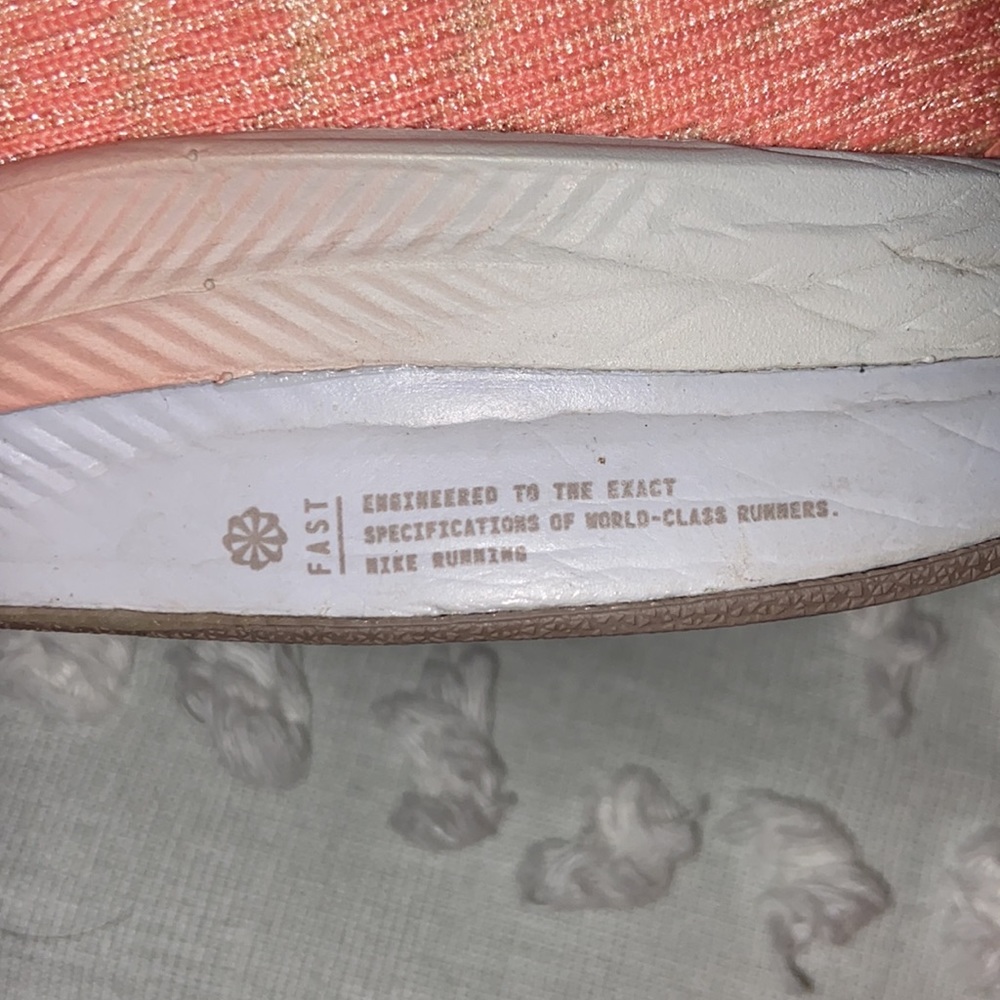 FAST
ENGINEERED TO THE EXACT
SPECIFICATIONS OF WORLD-CLASS RUNNERS.
NIKE RUNNING